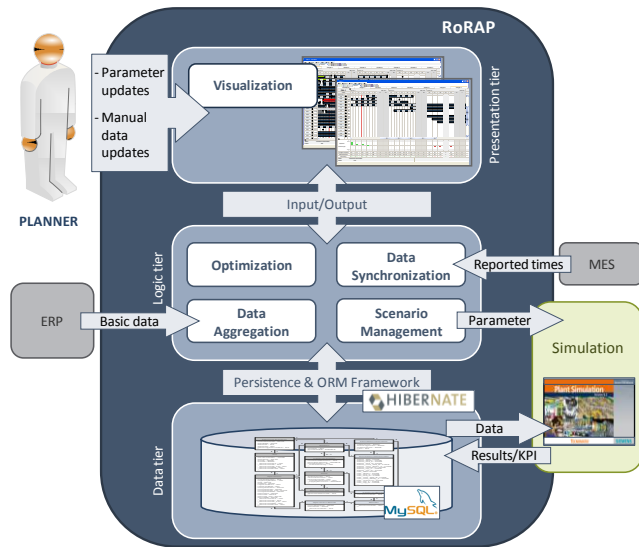 RoRAP
- Parameter
updates
- Manual
data
updates
PLANNER
Visualization
Presentation tier
Input/Output
Logic tier
Optimization
Data
Synchronization
Reported times
MES
ERP
Basic data
Data
Aggregation
Scenario
Management
Parameter
Simulation
Plant Simulation
Persistence & ORM Framework
HIBERNATE
Data tier
Data
Results/KPI
MySQL